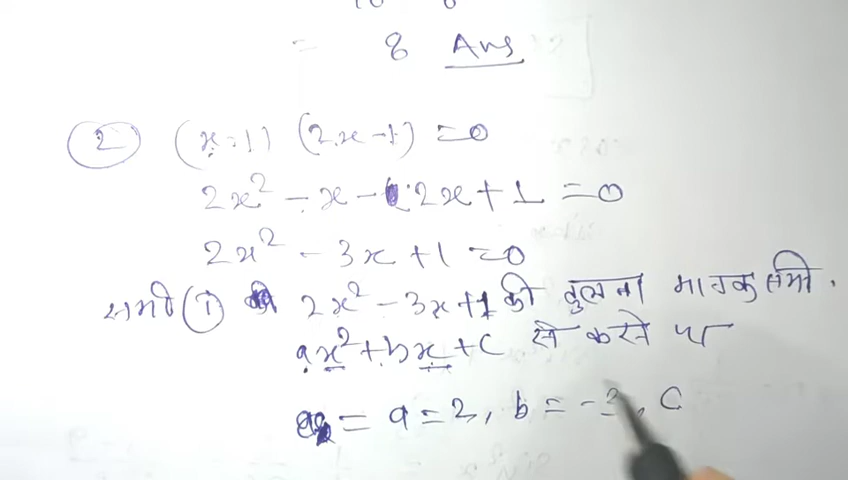 8 Ans
2 (x-1) (2x-1) =0
2x² - x - 2x + 1 = 0
2x² - 3x + 1 = 0
समी ① 2x² - 3x + 1 की तुलना मानक समी.
ax² + bx + c से करने पर
= a = 2, b = -3, C